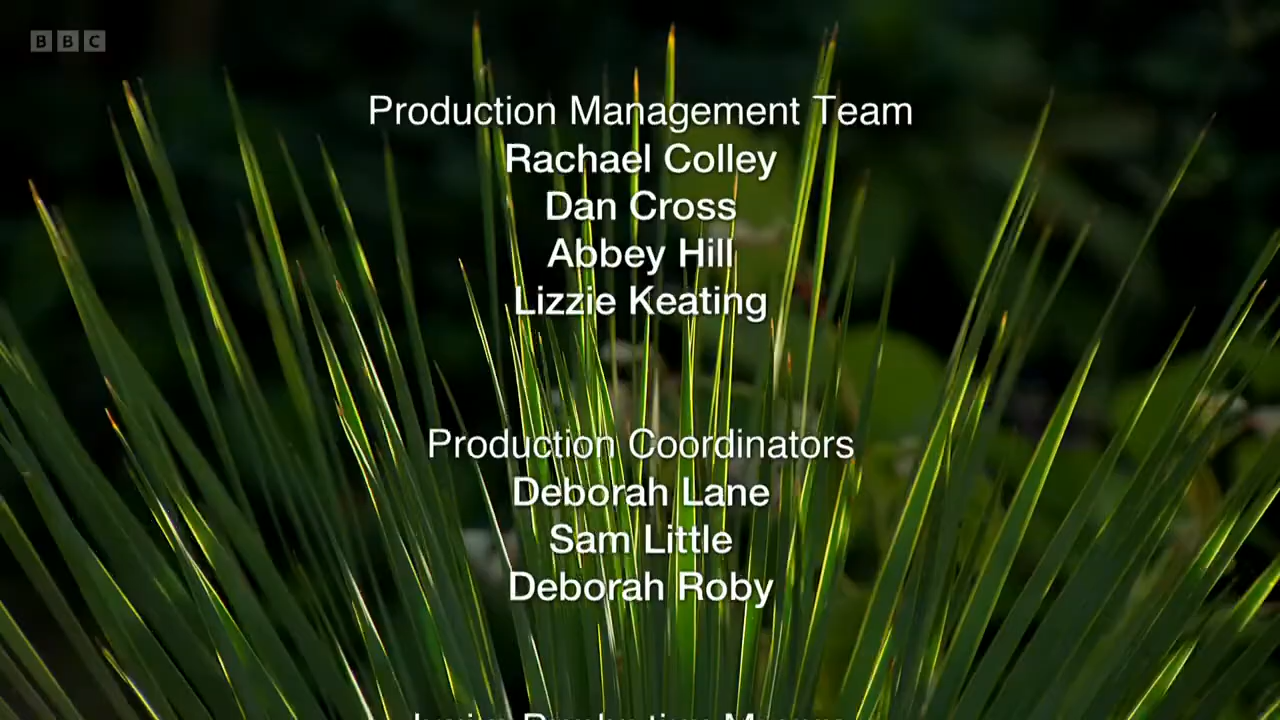 BBC
Production Management Team
Rachael Colley
Dan Cross
Abbey Hill
Lizzie Keating
Production Coordinators
Deborah Lane
Sam Little
Deborah Roby